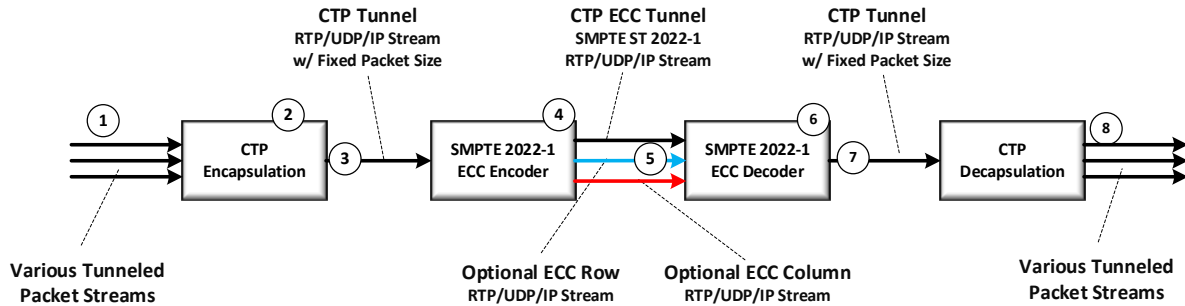 CTP Tunnel
RTP/UDP/IP Stream
w/ Fixed Packet Size
CTP ECC Tunnel
SMPTE ST 2022-1
RTP/UDP/IP Stream
CTP Tunnel
RTP/UDP/IP Stream
w/ Fixed Packet Size
1
2
CTP
Encapsulation
3
4
SMPTE 2022-1
ECC Encoder
5
6
SMPTE 2022-1
ECC Decoder
7
CTP
Decapsulation
8
Various Tunneled
Packet Streams
Optional ECC Row
RTP/UDP/IP Stream
Optional ECC Column
RTP/UDP/IP Stream
Various Tunneled
Packet Streams